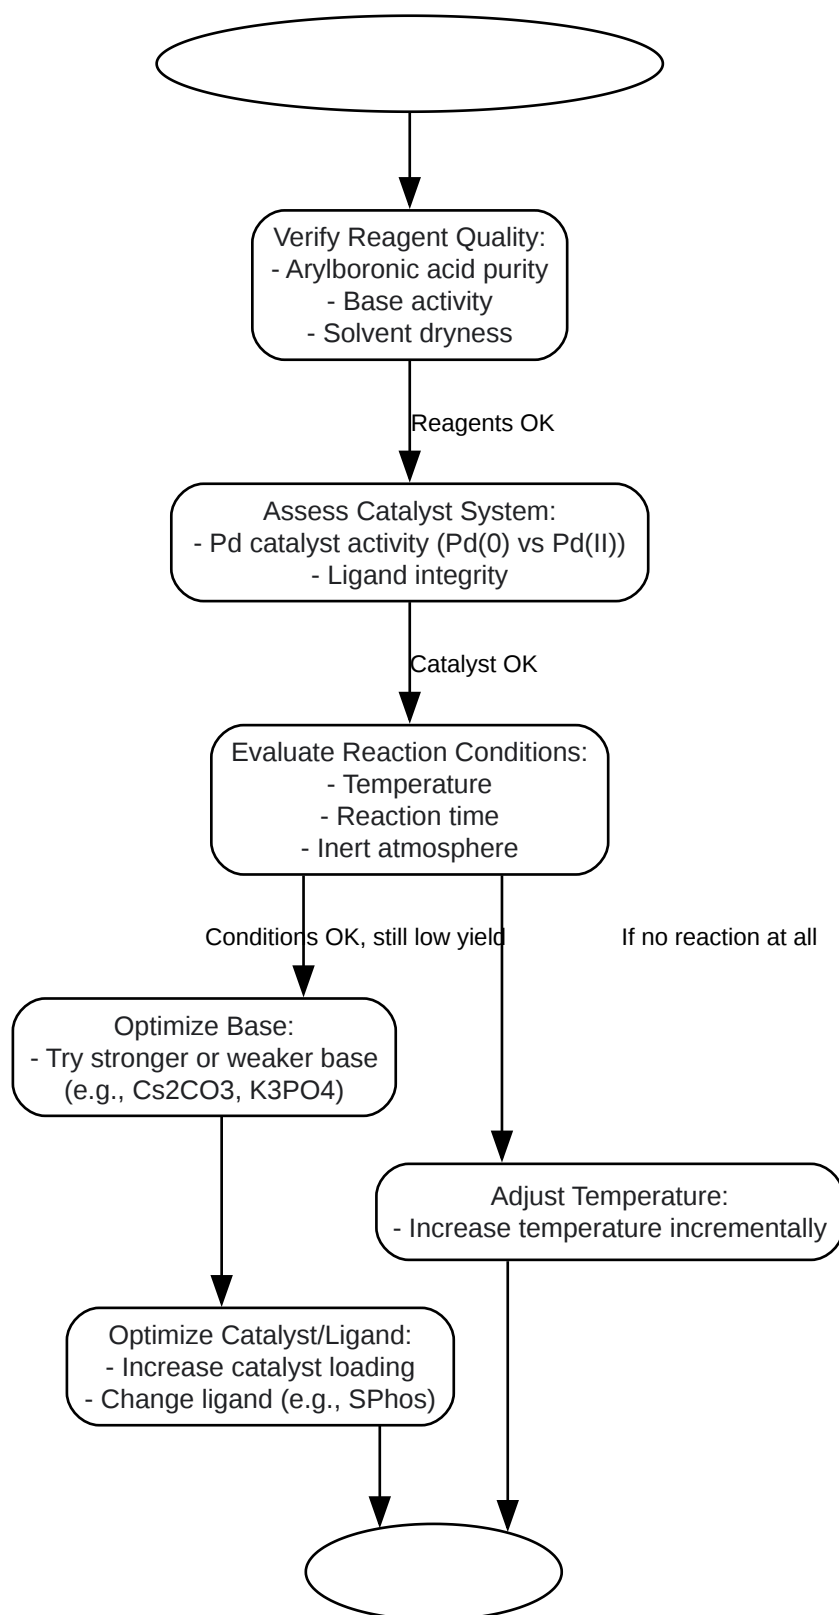 Verify Reagent Quality:
- Arylboronic acid purity
- Base activity
- Solvent dryness
Reagents OK
Assess Catalyst System:
- Pd catalyst activity (Pd(0) vs Pd(II))
- Ligand integrity
Catalyst OK
Evaluate Reaction Conditions:
- Temperature
- Reaction time
- Inert atmosphere
Conditions OK, still low yield
If no reaction at all
Optimize Base:
- Try stronger or weaker base
(e.g., Cs2CO3, K3PO4)
Adjust Temperature:
- Increase temperature incrementally
Optimize Catalyst/Ligand:
- Increase catalyst loading
- Change ligand (e.g., SPhos)